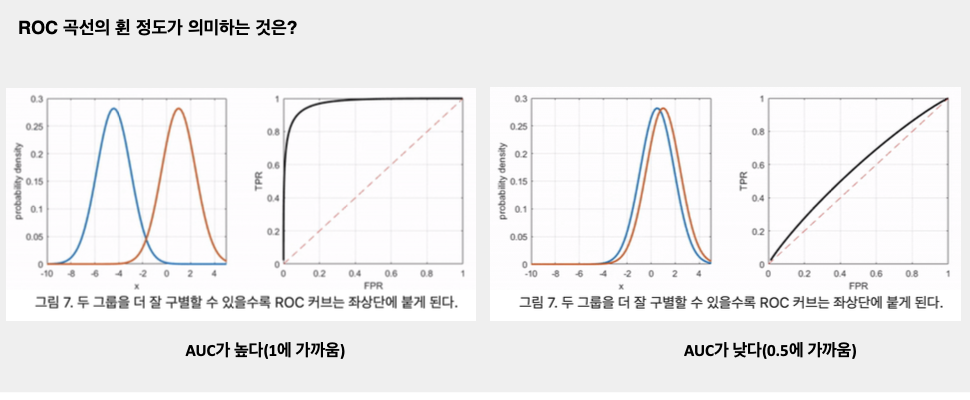 ROC 곡선의 휜 정도가 의미하는 것은?
0.3
0.25
0.2
0.15
0.1
0.05
0
probability density
-10 -8 -6 -4 -2 0 2 4
x
1
0.8
0.6
0.4
0.2
0
TPR
0 0.2 0.4 0.6 0.8 1
FPR
그림 7. 두 그룹을 더 잘 구별할 수 있을수록 ROC 커브는 좌상단에 붙게 된다.
AUC가 높다(1에 가까움)
0.3
0.25
0.2
0.15
0.1
0.05
0
probability density
-10 -8 -6 -4 -2 0 2 4
x
1
0.8
0.6
0.4
0.2
0
TPR
0 0.2 0.4 0.6 0.8 1
FPR
그림 7. 두 그룹을 더 잘 구별할 수 있을수록 ROC 커브는 좌상단에 붙게 된다.
AUC가 낮다(0.5에 가까움)